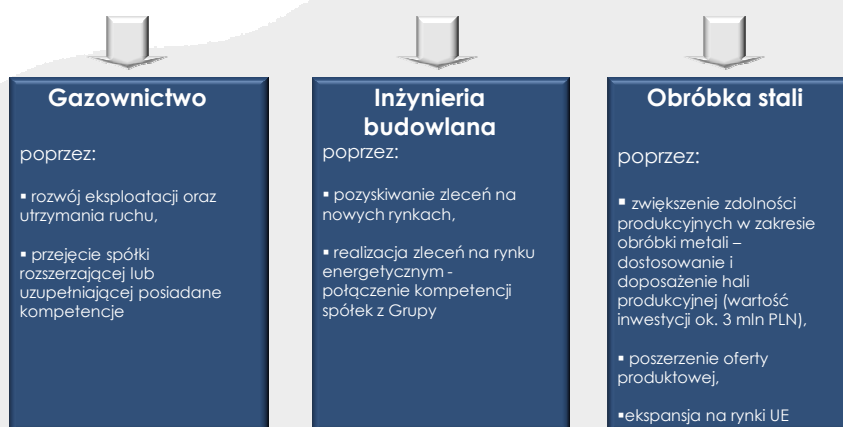 Gazownictwo
poprzez:
▪ rozwój eksploatacji oraz
utrzymania ruchu,
▪ przejęcie spółki
rozszerzającej lub
uzupełniającej posiadane
kompetencje
Inżynieria
budowlana
poprzez:
▪ pozyskiwanie zleceń na
nowych rynkach,
▪ realizacja zleceń na rynku
energetycznym -
połączenie kompetencji
spółek z Grupy
Obróbka stali
poprzez:
▪ zwiększenie zdolności
produkcyjnych w zakresie
obróbki metali –
dostosowanie i
doposażenie hali
produkcyjnej (wartość
inwestycji ok. 3 mln PLN),
▪ poszerzenie oferty
produktowej,
▪ekspansja na rynki UE